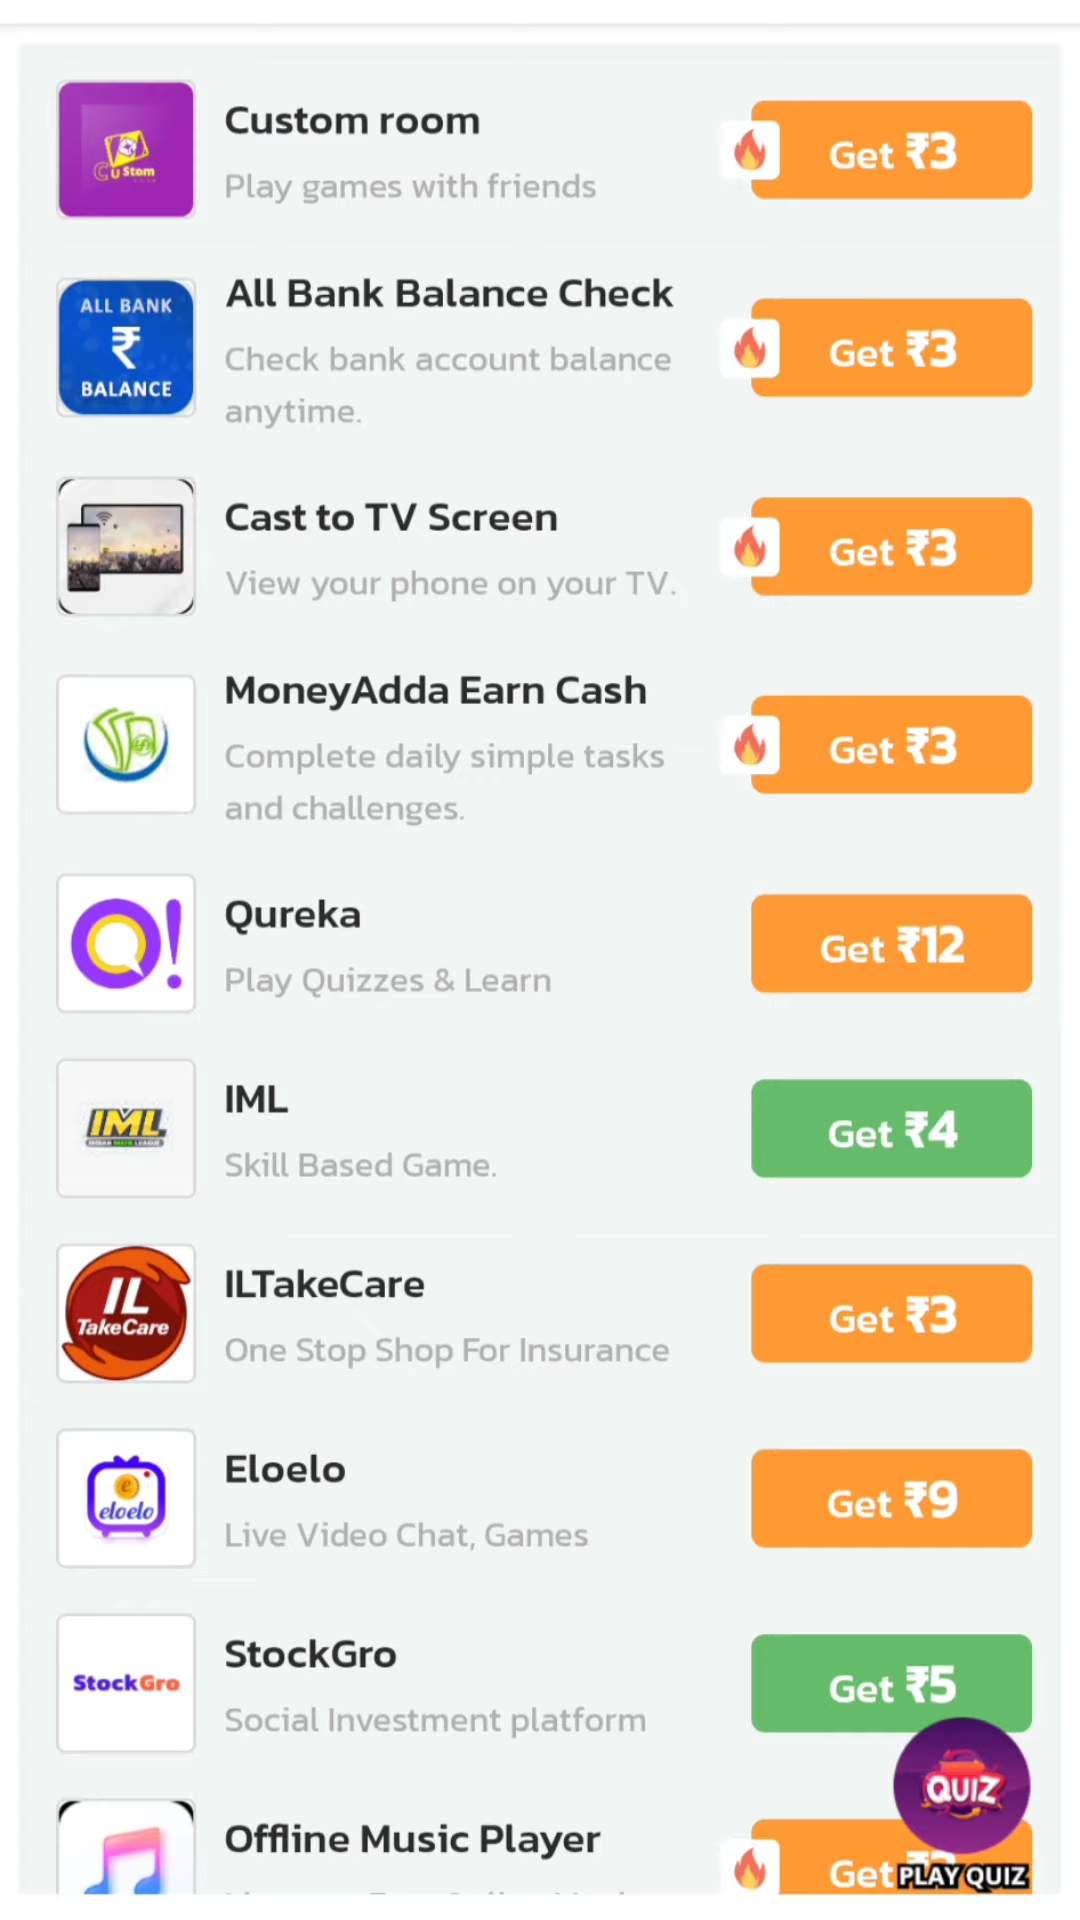 Custom room
Play games with friends
Get ₹3
CuStom
ALL BANK
₹
BALANCE
All Bank Balance Check
Check bank account balance
anytime.
Get ₹3
Cast to TV Screen
View your phone on your TV.
Get ₹3
MoneyAdda Earn Cash
Complete daily simple tasks
and challenges.
Get ₹3
Qureka
Play Quizzes & Learn
Get ₹12
IML
IML
Skill Based Game.
Get ₹4
IL
TakeCare
ILTakeCare
One Stop Shop For Insurance
Get ₹3
eloelo
Eloelo
Live Video Chat, Games
Get ₹9
StockGro
StockGro
Social Investment platform
Get ₹5
QUIZ
PLAY QUIZ
Offline Music Player
Get